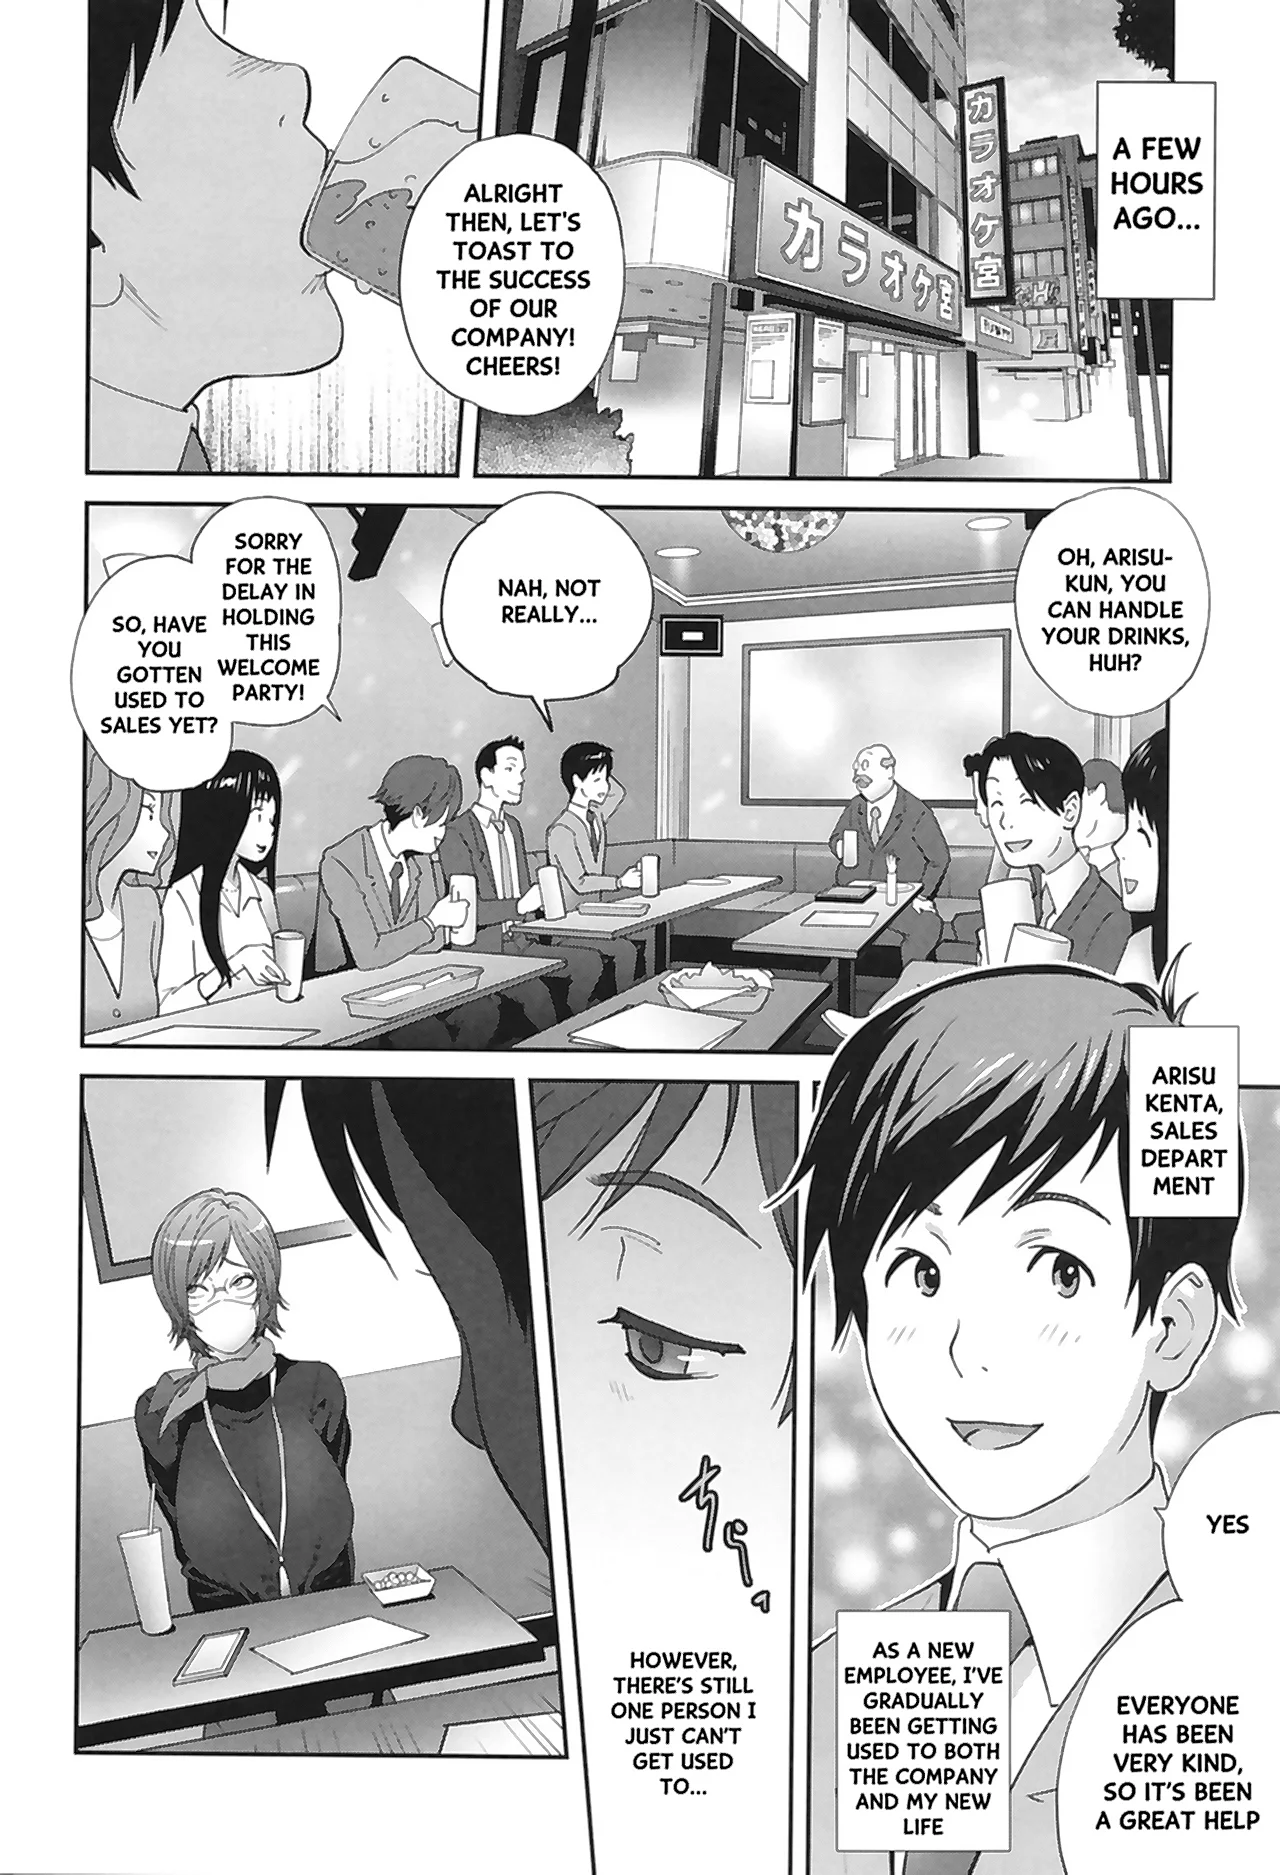 A FEW
HOURS
AGO...
カラオケ宮
カラオケ宮
ALRIGHT
THEN, LET'S
TOAST TO
THE SUCCESS
OF OUR
COMPANY!
CHEERS!
OH, ARISU-
KUN, YOU
CAN HANDLE
YOUR DRINKS,
HUH?
NAH, NOT
REALLY...
SORRY
FOR THE
DELAY IN
HOLDING
THIS
WELCOME
PARTY!
SO, HAVE
YOU
GOTTEN
USED TO
SALES YET?
ARISU
KENTA,
SALES
DEPART
MENT
YES
EVERYONE
HAS BEEN
VERY KIND,
SO IT'S BEEN
A GREAT HELP
AS A NEW
EMPLOYEE, I'VE
GRADUALLY
BEEN GETTING
USED TO BOTH
THE COMPANY
AND MY NEW
LIFE
ちらっ
HOWEVER,
THERE'S STILL
ONE PERSON I
JUST CAN'T
GET USED
TO...